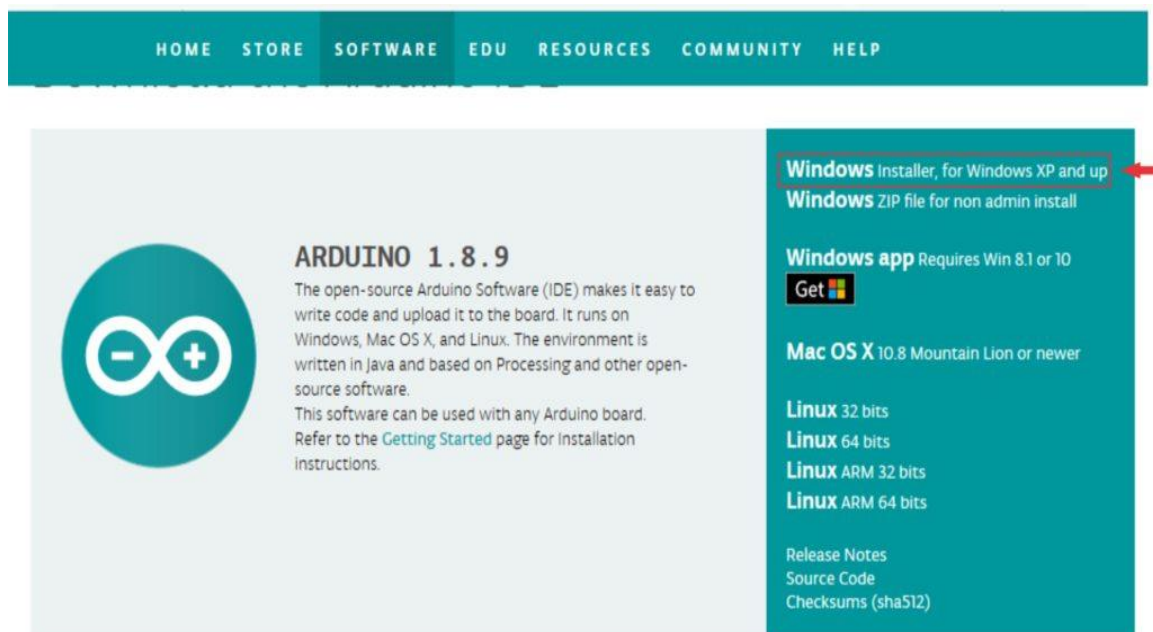 HOME STORE SOFTWARE EDU RESOURCES COMMUNITY HELP
Download the Arduino IDE
ARDUINO 1.8.9
The open-source Arduino Software (IDE) makes it easy to
write code and upload it to the board. It runs on
Windows, Mac OS X, and Linux. The environment is
written in Java and based on Processing and other open-
source software.
This software can be used with any Arduino board.
Refer to the Getting Started page for Installation
instructions.
Windows Installer, for Windows XP and up
Windows ZIP file for non admin install
Windows app Requires Win 8.1 or 10
Get
Mac OS X 10.8 Mountain Lion or newer
Linux 32 bits
Linux 64 bits
Linux ARM 32 bits
Linux ARM 64 bits
Release Notes
Source Code
Checksums (sha512)